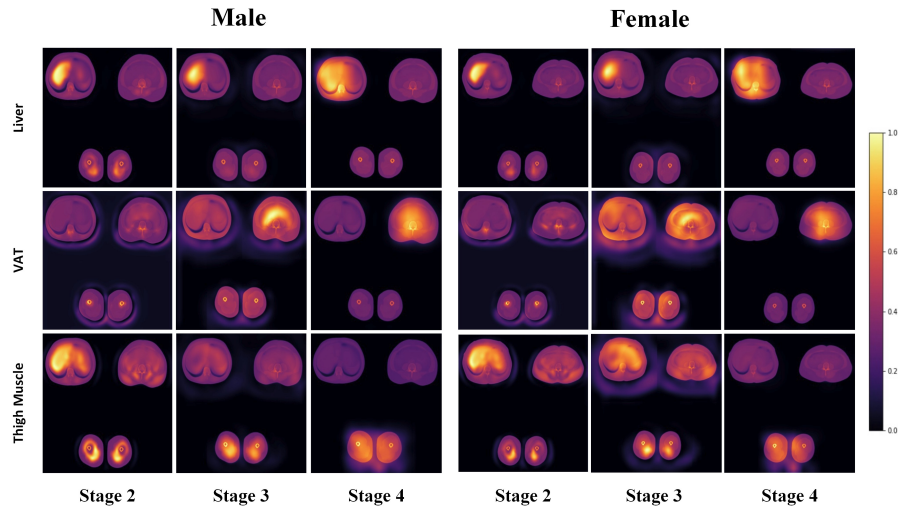 Male Female
Liver
VAT
Thigh Muscle
1.0
0.8
0.6
0.4
0.2
0.0
Stage 2 Stage 3 Stage 4 Stage 2 Stage 3 Stage 4